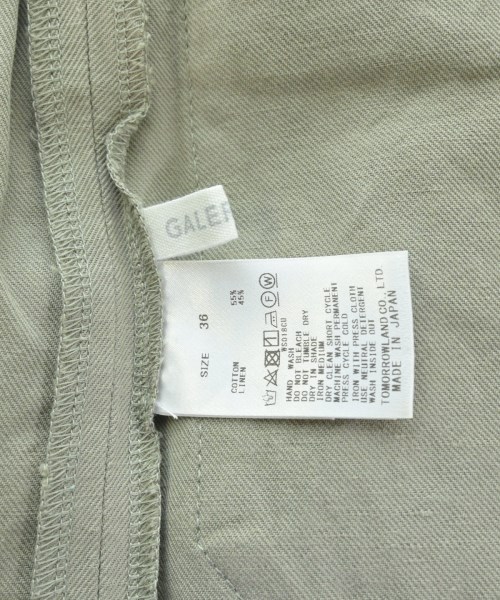 GALER
SIZE 36
COTTON 55%
LINEN 45%
WS018CU
HAND WASH
DO NOT BLEACH
DO NOT TUMBLE DRY
DRY IN SHADE
IRON MEDIUM
DRY CLEAN,SHORT CYCLE
MACHINE WASH PERMANENT
PRESS CYCLE COLD
IRON WITH PRESS CLOTH
USE NEUTRAL DETERGENT
WASH INSIDE OUT
TOMORROWLAND CO.,LTD
MADE IN JAPAN